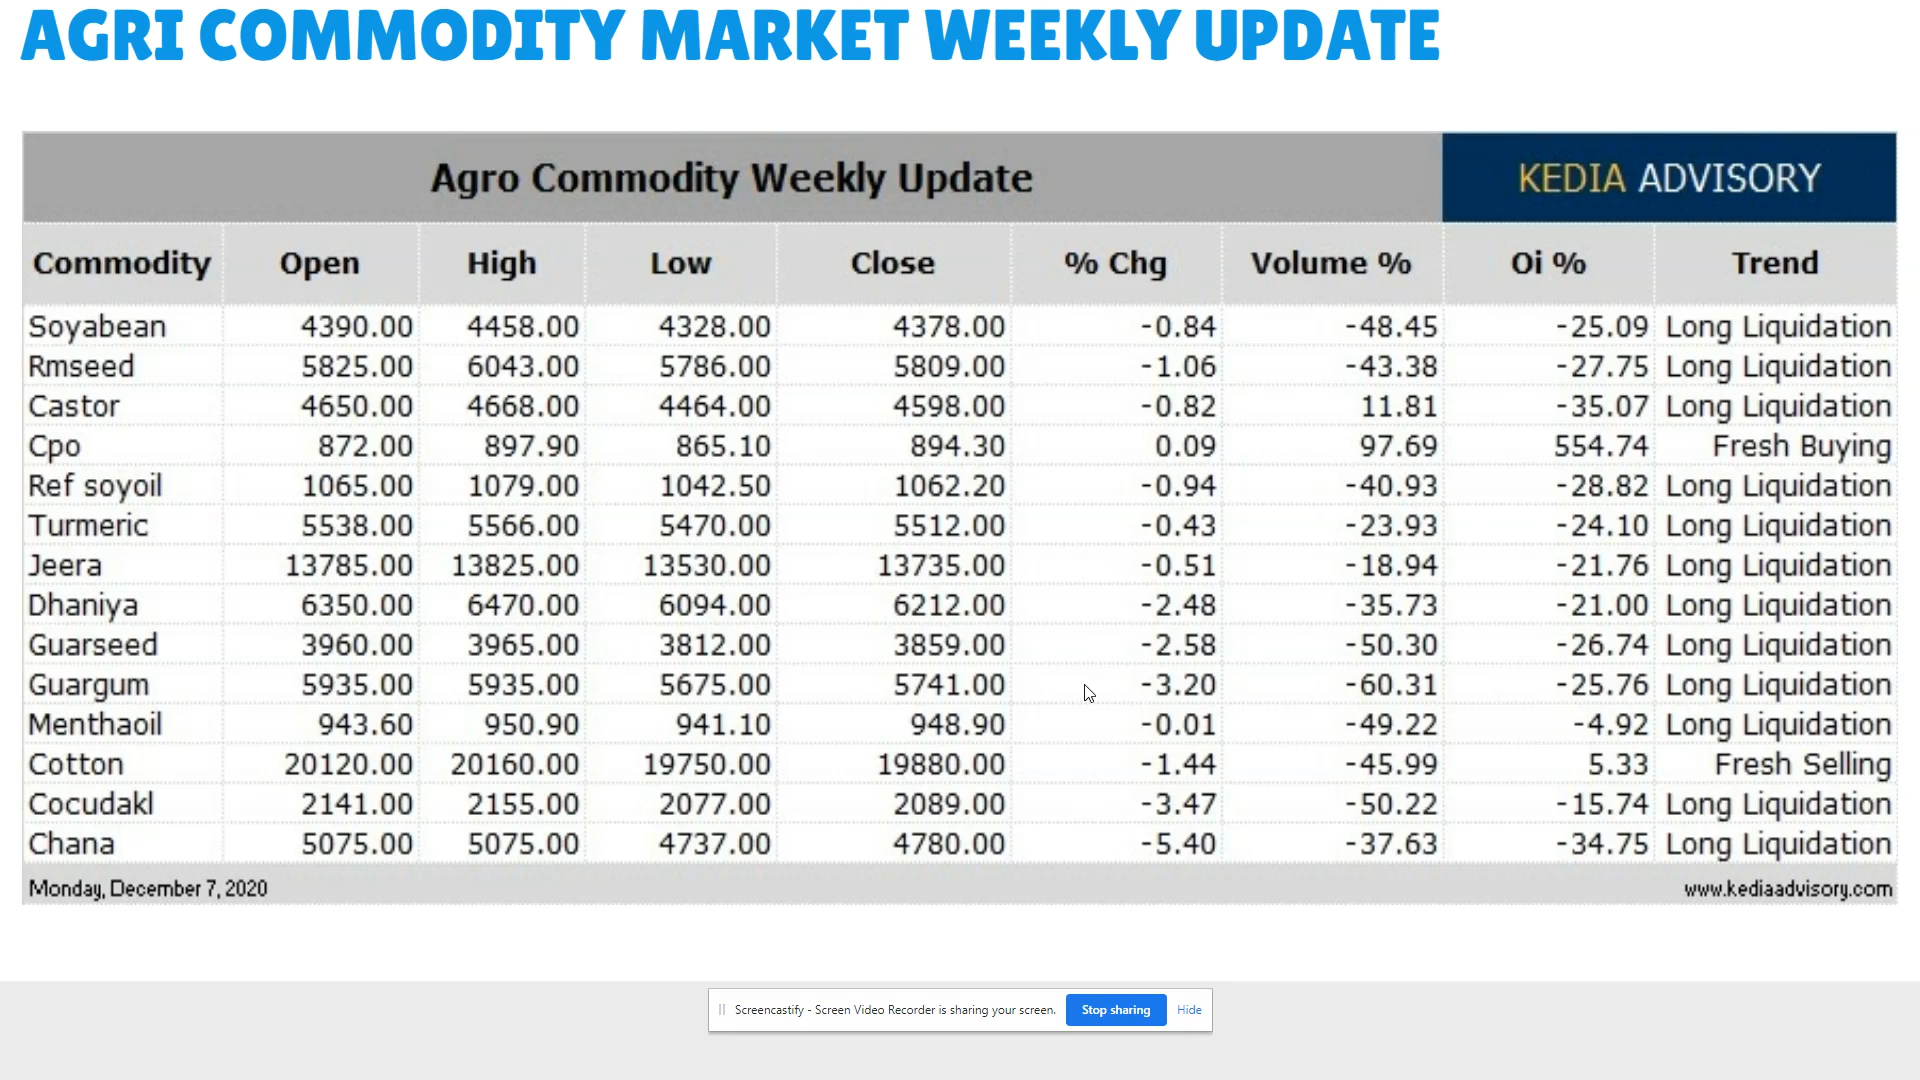 AGRI COMMODITY MARKET WEEKLY UPDATE
Agro Commodity Weekly Update KEDIA ADVISORY
Commodity Open High Low Close % Chg Volume % Oi % Trend
Soyabean 4390.00 4458.00 4328.00 4378.00 -0.84 -48.45 -25.09 Long Liquidation
Rmseed 5825.00 6043.00 5786.00 5809.00 -1.06 -43.38 -27.75 Long Liquidation
Castor 4650.00 4668.00 4464.00 4598.00 -0.82 11.81 -35.07 Long Liquidation
Cpo 872.00 897.90 865.10 894.30 0.09 97.69 554.74 Fresh Buying
Ref soyoil 1065.00 1079.00 1042.50 1062.20 -0.94 -40.93 -28.82 Long Liquidation
Turmeric 5538.00 5566.00 5470.00 5512.00 -0.43 -23.93 -24.10 Long Liquidation
Jeera 13785.00 13825.00 13530.00 13735.00 -0.51 -18.94 -21.76 Long Liquidation
Dhaniya 6350.00 6470.00 6094.00 6212.00 -2.48 -35.73 -21.00 Long Liquidation
Guarseed 3960.00 3965.00 3812.00 3859.00 -2.58 -50.30 -26.74 Long Liquidation
Guargum 5935.00 5935.00 5675.00 5741.00 -3.20 -60.31 -25.76 Long Liquidation
Menthaoil 943.60 950.90 941.10 948.90 -0.01 -49.22 -4.92 Long Liquidation
Cotton 20120.00 20160.00 19750.00 19880.00 -1.44 -45.99 5.33 Fresh Selling
Cocudakl 2141.00 2155.00 2077.00 2089.00 -3.47 -50.22 -15.74 Long Liquidation
Chana 5075.00 5075.00 4737.00 4780.00 -5.40 -37.63 -34.75 Long Liquidation
Monday, December 7, 2020 www.kediaadvisory.com
Screencastify - Screen Video Recorder is sharing your screen. Stop sharing Hide